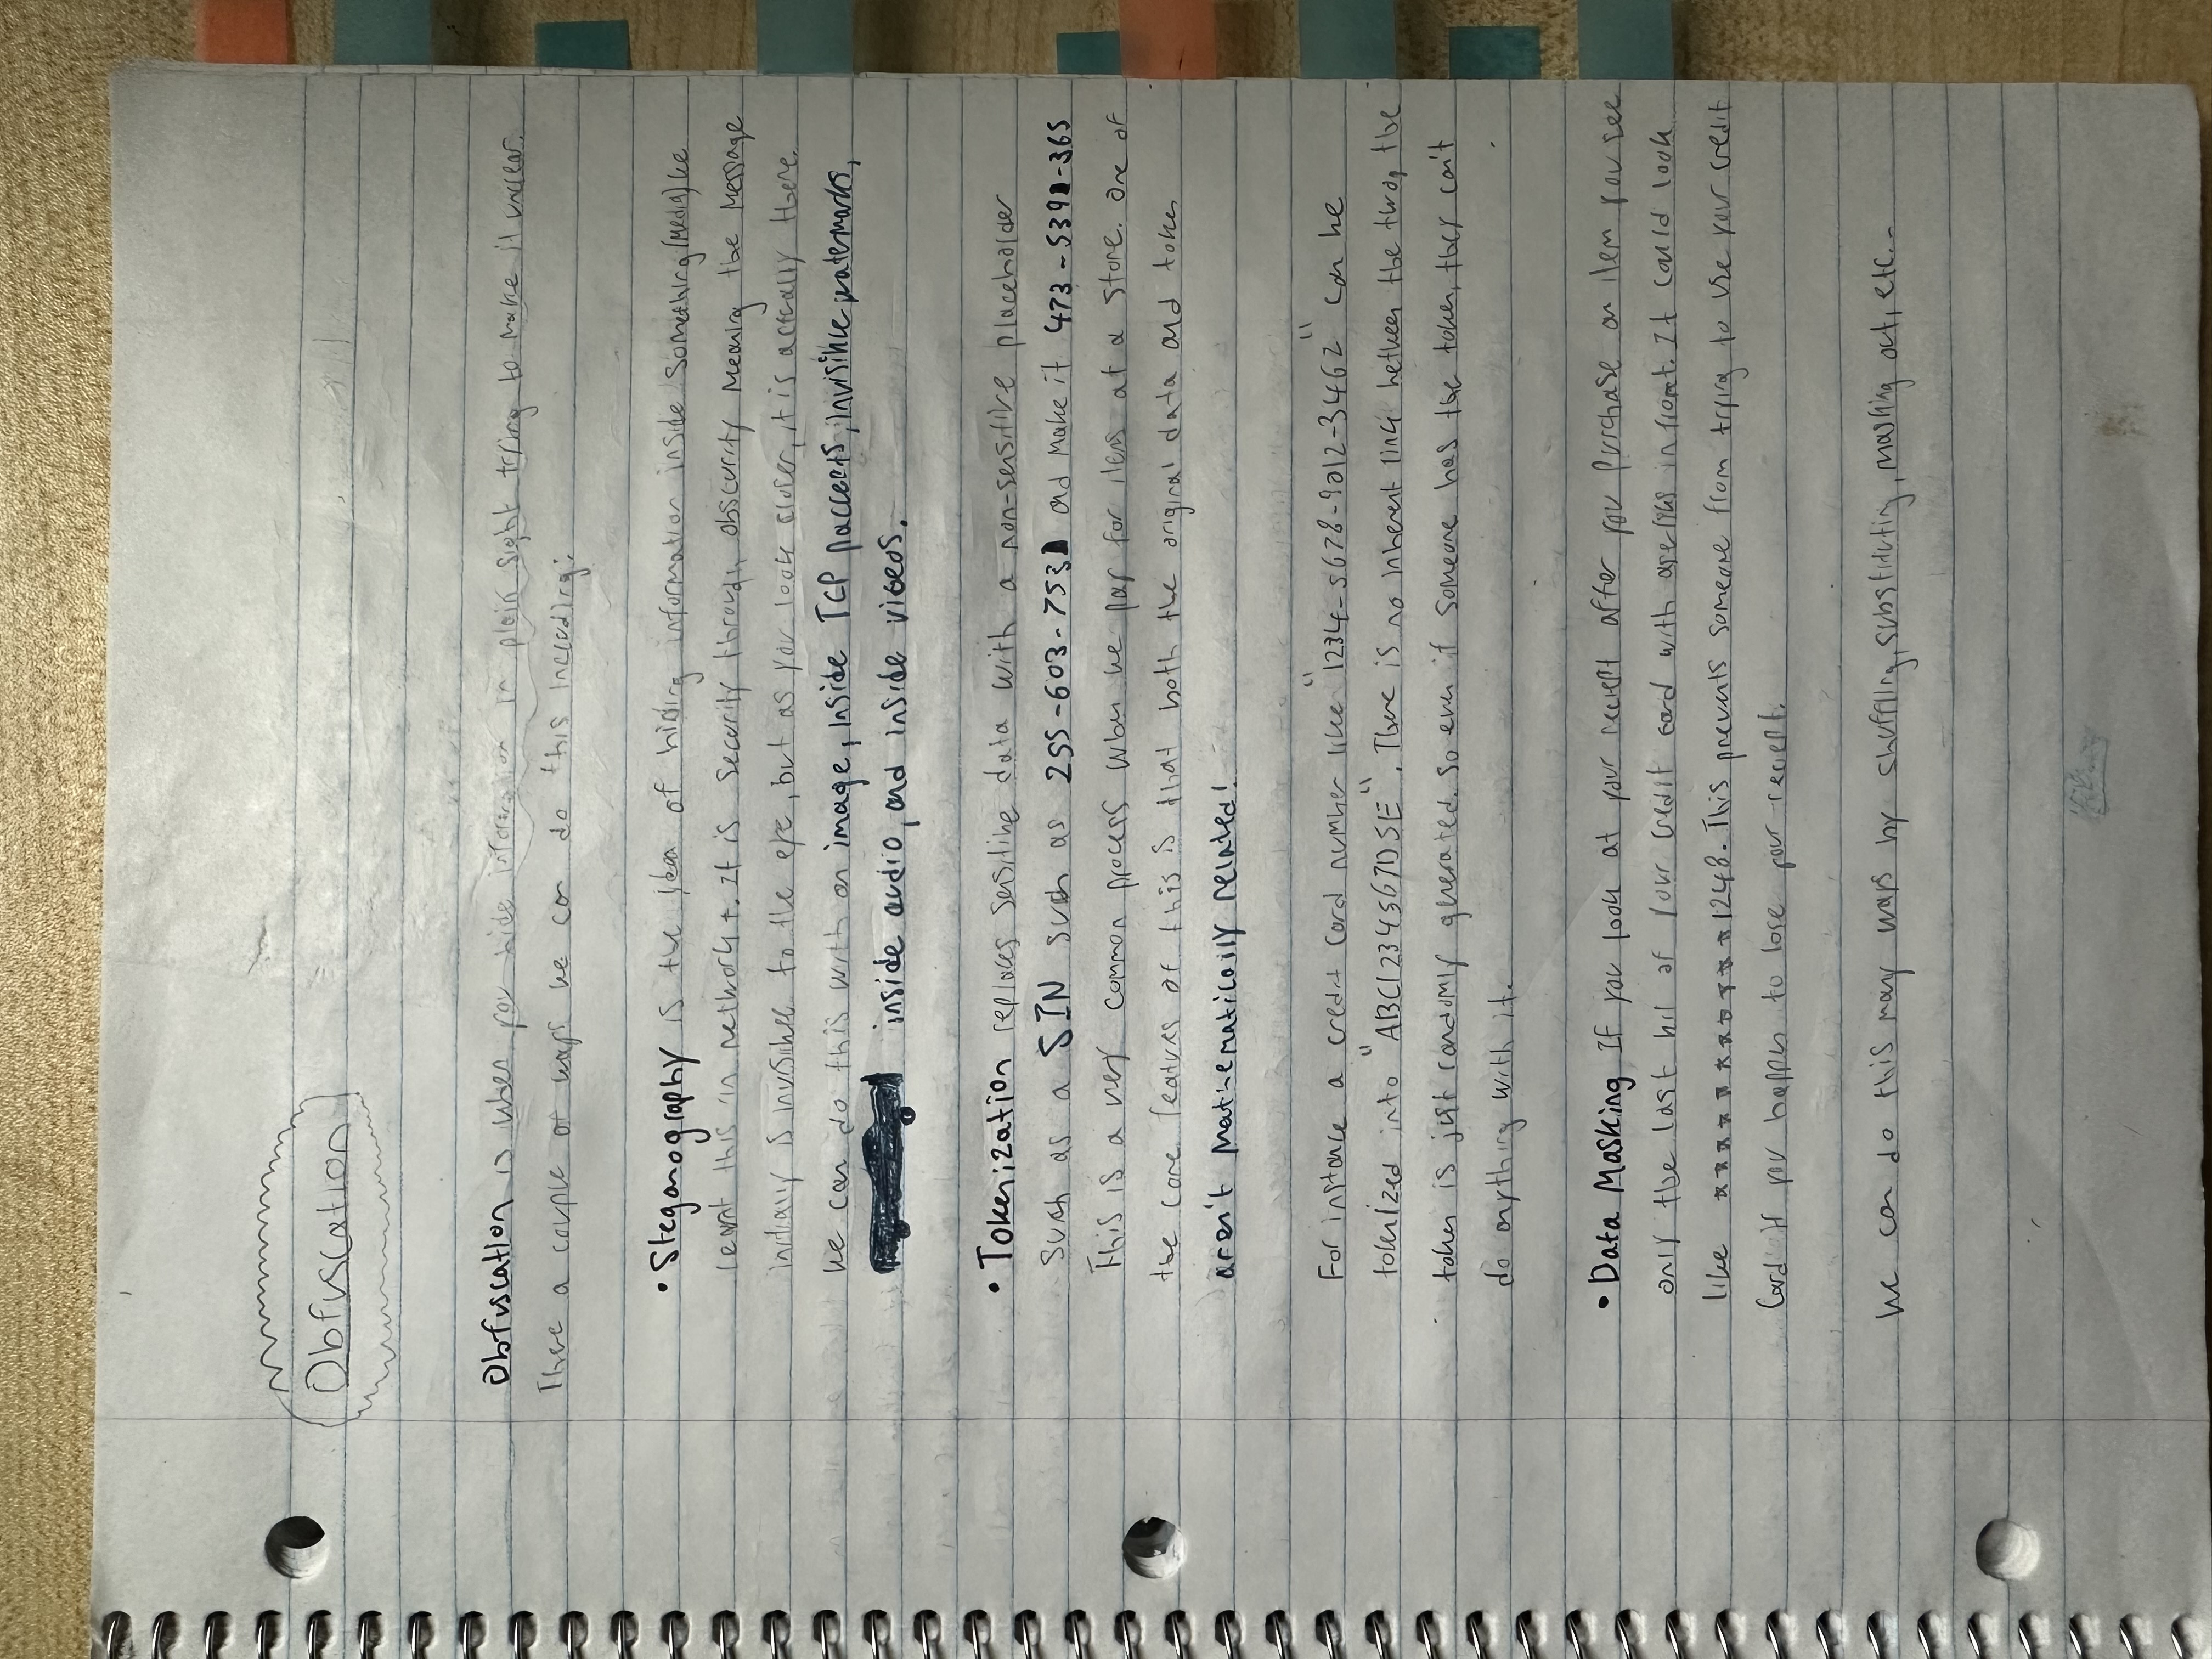 Obfuscation
Obfuscation is when you hide information in plain sight trying to make it unclear.
There a couple of ways we can do this including:
• Steganography is the idea of hiding information inside something (Media) we
learnt this in network+. It is security through obscurity meaning the message
initially is invisible to the eye, but as you look closer, it is actually there.
We can do this with an image, inside TCP paccets, invisible watermarks,
inside audio, and inside videos.
• Tokenization replaces sensitive data with a non-sensitive placeholder
such as a SIN such as 255-603-7531 and make it 473-5391-365
This is a very common process when we pay for items at a store. One of
the core features of this is that both the original data and token
aren't mathematically related!
For instance a credit card number like "1234-5678-9012-3462" can be
tokenized into "ABC1234567D5E". There is no inherent link between the two, the
token is just randomly generated. So even if someone has the token, they can't
do anything with it.
• Data Masking If you look at your reciept after you purchase an item you see
only the last bit of your credit card with in front. It could look
like ************1248. This prevents someone from trying to use your credit
Card if you happen to lose your reciept.
We can do this many ways by shuffling, substituting, masking out, etc..